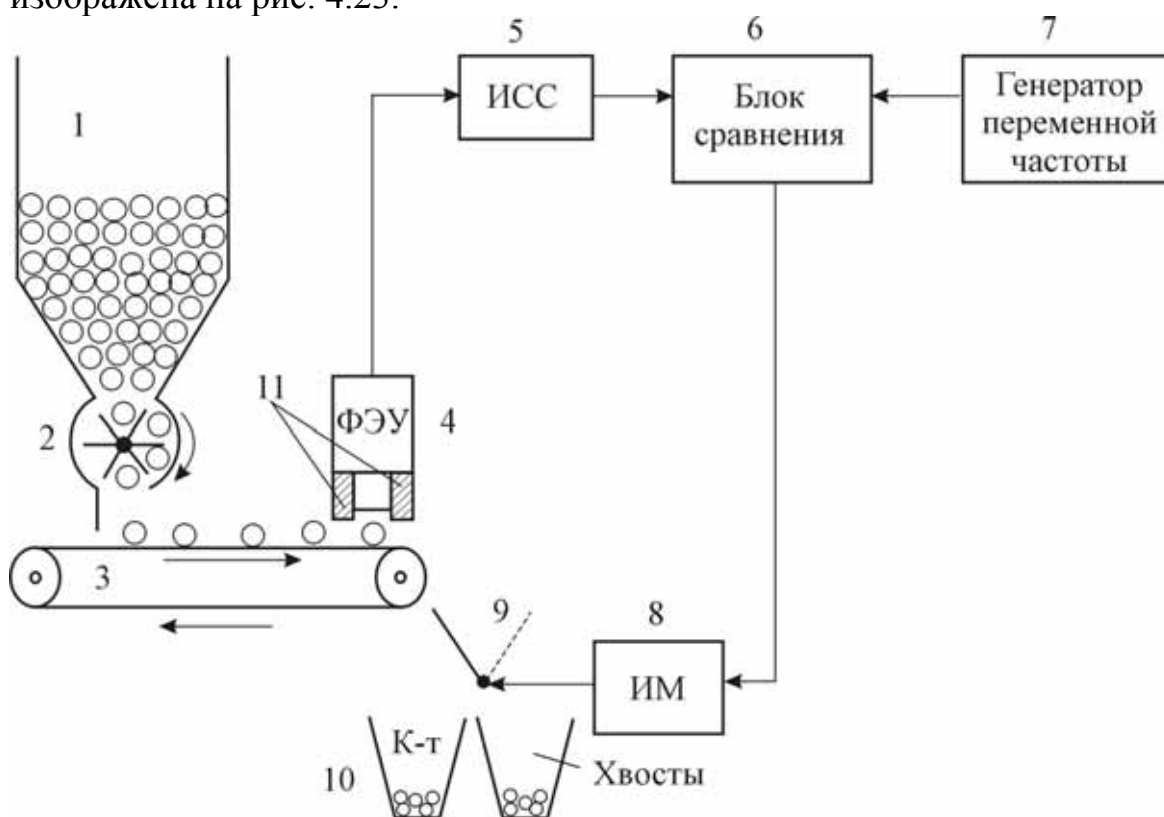 изображена на рис. 4.23.
5
6
7
1
ИСС
Блок
сравнения
Генератор
переменной
частоты
11
2
ФЭУ
4
3
9
8
ИМ
К-т
10
Хвосты